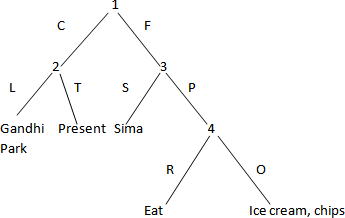 1
C F
2 3
L T S P
Gandhi Park Present Sima 4
R O
Eat Ice cream, chips